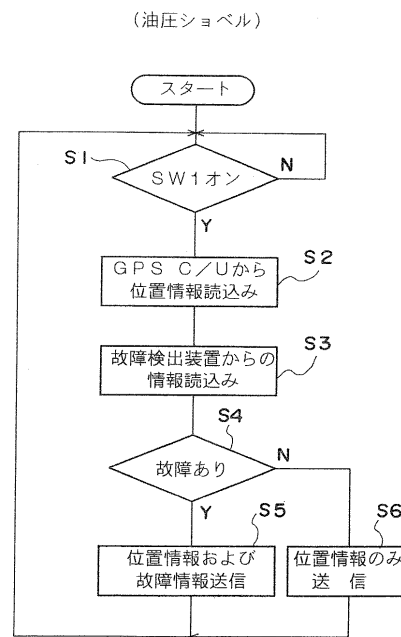 (油圧ショベル)
スタート
S1
SW1オン
N
Y
GPS C/Uから
位置情報読込み
S2
故障検出装置からの
情報読込み
S3
S4
故障あり
N
Y
S5
S6
位置情報および
故障情報送信
位置情報のみ
送 信